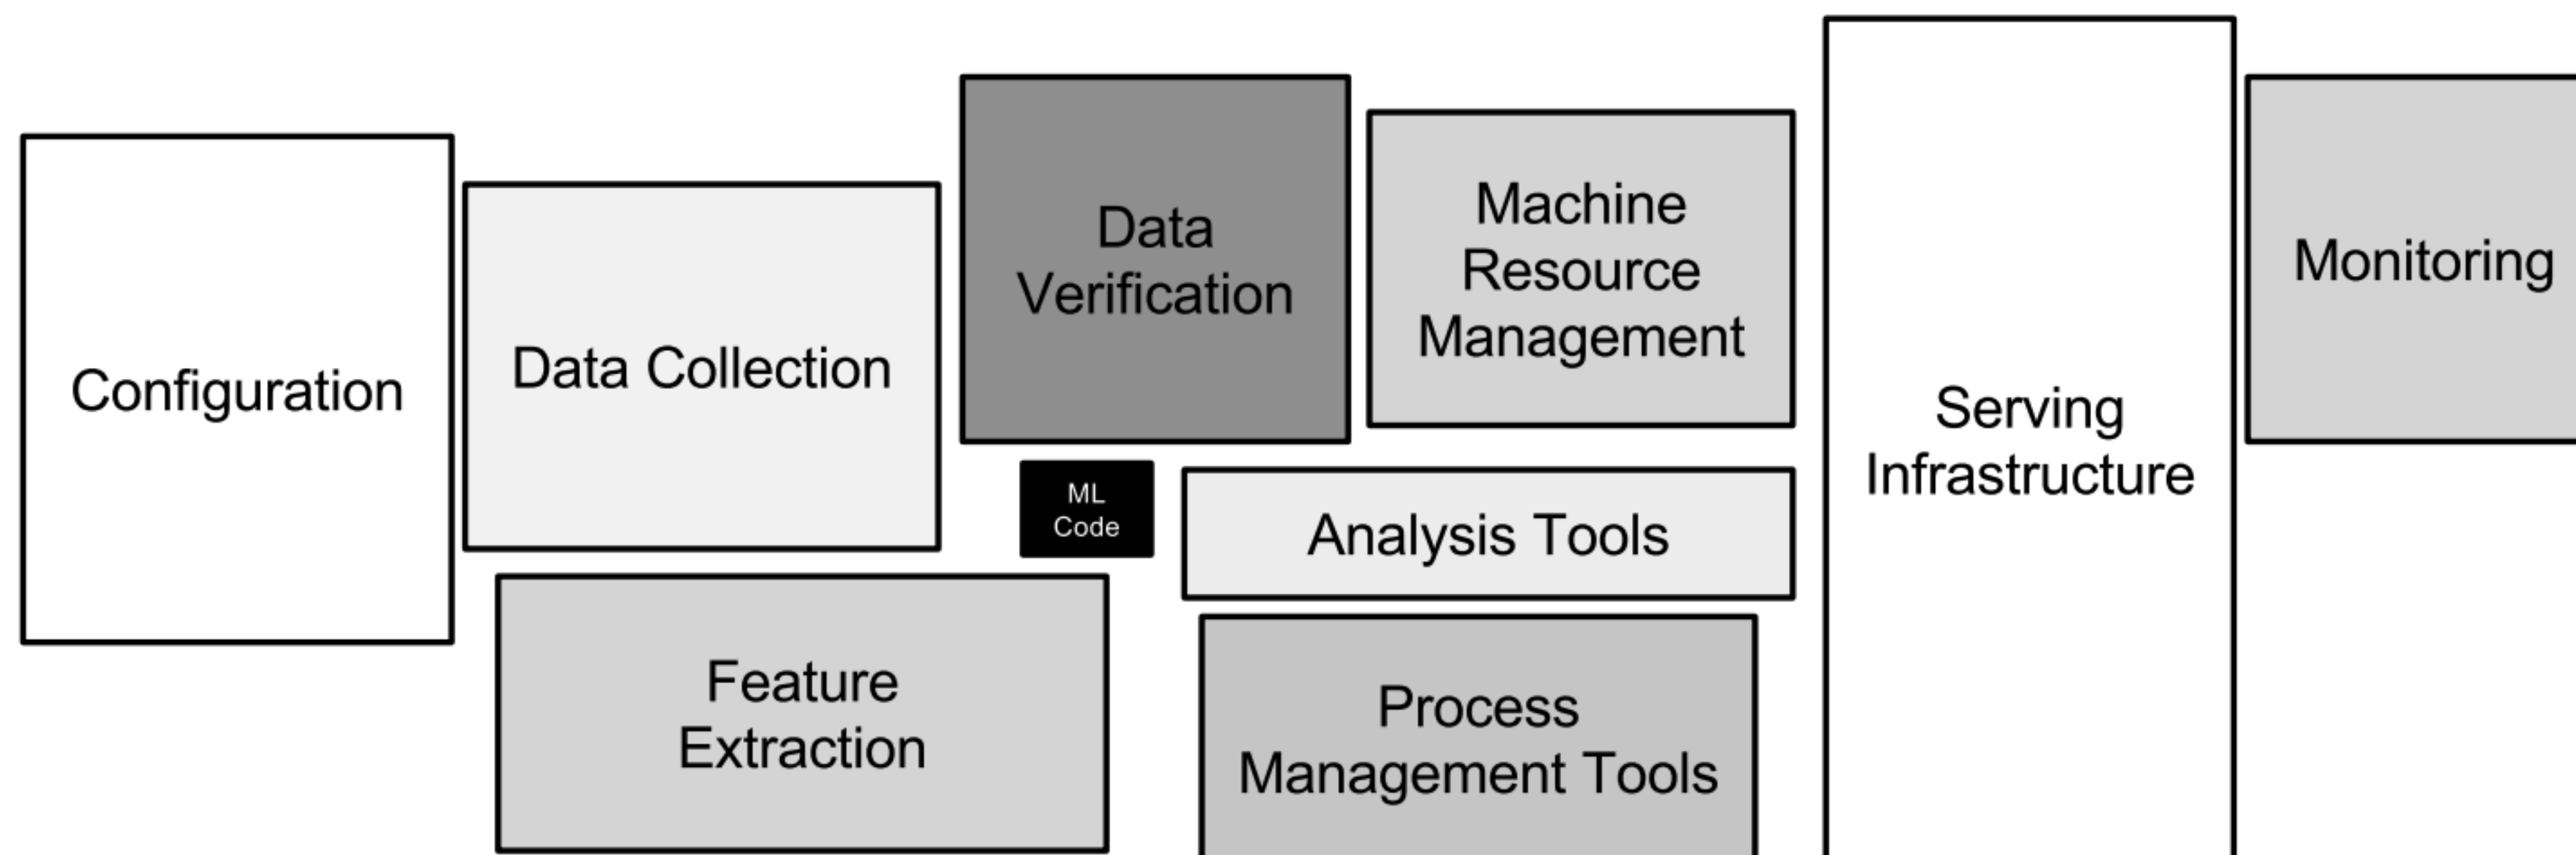 Configuration
Data Collection
Data
Verification
Machine
Resource
Management
Serving
Infrastructure
Monitoring
ML
Code
Analysis Tools
Feature
Extraction
Process
Management Tools